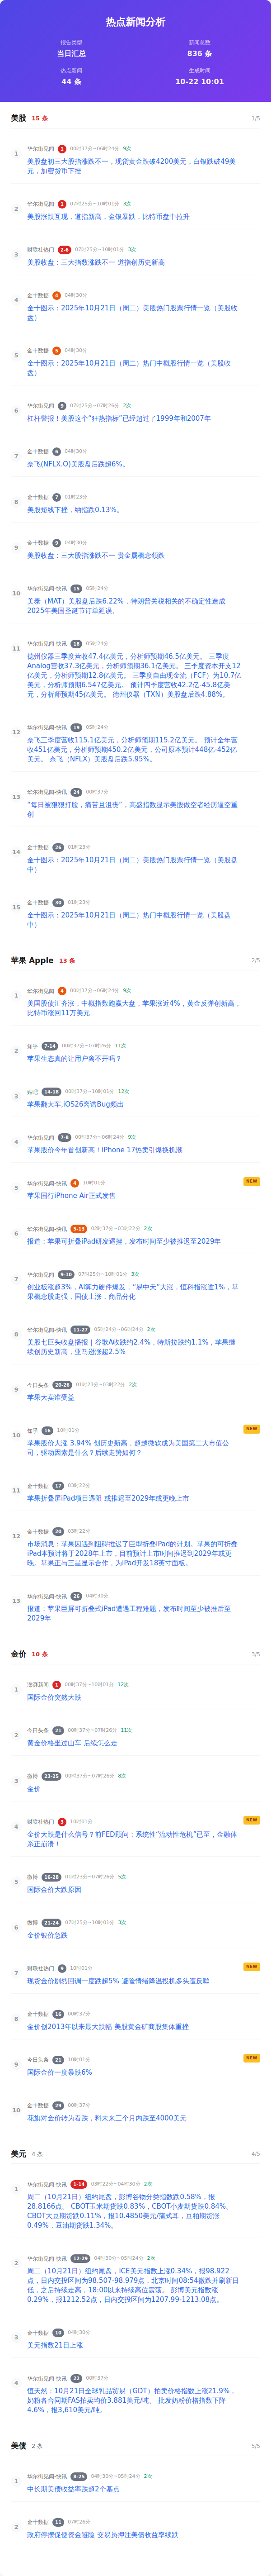 热点新闻分析
报告类型
新闻总数
当日汇总
836 条
热点新闻
生成时间
44 条
10-22 10:01
美股 15 条 1/5
1 华尔街见闻 1 00时37分~06时24分 9次
美股盘初三大股指涨跌不一，现货黄金跌破4200美元，白银跌破49美
元，加密货币下挫
2 华尔街见闻 1 07时25分~10时01分 3次
美股涨跌互现，道指新高，金银暴跌，比特币盘中拉升
3 财联社热门 2-6 07时25分~10时01分 3次
美股收盘：三大指数涨跌不一 道指创历史新高
4 金十数据 4 04时30分
金十图示：2025年10月21日（周二）美股热门股票行情一览（美股收
盘）
5 金十数据 5 04时30分
金十图示：2025年10月21日（周二）热门中概股行情一览（美股收
盘）
6 华尔街见闻 9 07时25分~07时26分 2次
杠杆警报！美股这个“狂热指标”已经超过了1999年和2007年
7 金十数据 6 04时30分
奈飞(NFLX.O)美股盘后跌超6%。
8 金十数据 7 01时23分
美股短线下挫，纳指跌0.13%。
9 金十数据 9 04时30分
美股收盘：三大股指涨跌不一 贵金属概念领跌
10 华尔街见闻-快讯 15 05时24分
美泰（MAT）美股盘后跌6.22%，特朗普关税相关的不确定性造成
2025年美国圣诞节订单延误。
11 华尔街见闻-快讯 18 05时24分
德州仪器三季度营收47.4亿美元，分析师预期46.5亿美元。 三季度
Analog营收37.3亿美元，分析师预期36.1亿美元。 三季度资本开支12
亿美元，分析师预期12.8亿美元。 三季度自由现金流（FCF）为10.7亿
美元，分析师预期6.547亿美元。 预计四季度营收42.2亿-45.8亿美
元，分析师预期45亿美元。 德州仪器（TXN）美股盘后跌4.88%。
12 华尔街见闻-快讯 19 05时24分
奈飞三季度营收115.1亿美元，分析师预期115.2亿美元。 预计全年营
收451亿美元，分析师预期450.2亿美元，公司原本预计448亿-452亿
美元。 奈飞（NFLX）美股盘后跌5.95%。
13 华尔街见闻-快讯 24 00时37分
“每日被狠狠打脸，痛苦且沮丧”，高盛指数显示美股做空者经历逼空重
创
14 金十数据 26 01时23分
金十图示：2025年10月21日（周二）美股热门股票行情一览（美股盘
中）
15 金十数据 30 01时23分
金十图示：2025年10月21日（周二）热门中概股行情一览（美股盘
中）
苹果 Apple 13 条 2/5
1 华尔街见闻 4 00时37分~06时24分 9次
美国股债汇齐涨，中概指数跑赢大盘，苹果涨近4%，黄金反弹创新高，
比特币涨回11万美元
2 知乎 7-14 00时37分~07时26分 11次
苹果生态真的让用户离不开吗？
3 贴吧 14-18 00时37分~10时01分 12次
苹果翻大车,iOS26离谱Bug频出
4 华尔街见闻 7-8 00时37分~06时24分 9次
苹果股价今年首创新高！iPhone 17热卖引爆换机潮
5 华尔街见闻-快讯 4 10时01分 NEW
苹果国行iPhone Air正式发售
6 华尔街见闻-快讯 5-13 02时37分~03时22分 2次
报道：苹果可折叠iPad研发遇挫，发布时间至少被推迟至2029年
7 华尔街见闻 9-10 07时25分~10时01分 3次
创业板涨超3%，AI算力硬件爆发，“易中天”大涨，恒科指涨逾1%，苹
果概念股走强，国债上涨，商品分化
8 华尔街见闻-快讯 11-27 05时24分~06时24分 2次
美股七巨头收盘播报｜谷歌A收跌约2.4%，特斯拉跌约1.1%，苹果继
续创历史新高，亚马逊涨超2.5%
9 今日头条 20-26 01时23分~03时22分 2次
苹果大卖谁受益
10 知乎 16 10时01分 NEW
苹果股价大涨 3.94% 创历史新高，超越微软成为美国第二大市值公
司，驱动因素是什么？后续走势如何？
11 金十数据 17 03时22分
苹果折叠屏iPad项目遇阻 或推迟至2029年或更晚上市
12 金十数据 20 03时22分
市场消息：苹果因遇到阻碍推迟了巨型折叠iPad的计划。苹果的可折叠
iPad本预计将于2028年上市，目前预计上市时间推迟到2029年或更
晚。苹果正与三星显示合作，为iPad开发18英寸面板。
13 华尔街见闻-快讯 26 04时30分
报道：苹果巨屏可折叠式iPad遭遇工程难题，发布时间至少被推后至
2029年
金价 10 条 3/5
1 澎湃新闻 1 00时37分~10时01分 12次
国际金价突然大跌
2 今日头条 21 00时37分~07时26分 11次
黄金价格坐过山车 后续怎么走
3 微博 23-25 00时37分~07时26分 8次
金价
4 财联社热门 3 10时01分 NEW
金价大跌是什么信号？前FED顾问：系统性“流动性危机”已至，金融体
系正崩溃！
5 微博 16-28 01时23分~07时26分 5次
国际金价大跌原因
6 微博 21-24 07时25分~10时01分 3次
金价银价急跌
7 财联社热门 9 10时01分 NEW
现货金价剧烈回调一度跌超5% 避险情绪降温投机多头遭反噬
8 金十数据 16 00时37分
金价创2013年以来最大跌幅 美股黄金矿商股集体重挫
9 今日头条 21 10时01分 NEW
国际金价一度暴跌6%
10 金十数据 29 00时37分
花旗对金价转为看跌，料未来三个月内跌至4000美元
美元 4 条 4/5
1 华尔街见闻-快讯 1-14 03时22分~04时30分 2次
周二（10月21日）纽约尾盘，彭博谷物分类指数跌0.58%，报
28.8166点。 CBOT玉米期货跌0.83%，CBOT小麦期货跌0.84%。
CBOT大豆期货跌0.11%，报10.4850美元/蒲式耳，豆粕期货涨
0.49%，豆油期货跌1.34%。
2 华尔街见闻-快讯 12-29 04时30分~05时24分 2次
周二（10月21日）纽约尾盘，ICE美元指数上涨0.34%，报98.922
点，日内交投区间为98.507-98.979点，北京时间08:54微跌并刷新日
低，之后持续走高，18:00以来持续高位震荡。 彭博美元指数涨
0.29%，报1212.52点，日内交投区间为1207.99-1213.08点。
3 金十数据 10 04时30分
美元指数21日上涨
4 华尔街见闻-快讯 22 00时37分
恒天然：10月21日全球乳品贸易（GDT）拍卖价格指数上涨21.9%，
奶粉各合同期FAS拍卖均价3.881美元/吨。 批发奶粉价格指数下降
4.6%，报3,610美元/吨。
美债 2 条 5/5
1 华尔街见闻-快讯 8-25 04时30分~05时24分 2次
中长期美债收益率跌超2个基点
2 金十数据 11 07时26分
政府停摆促使资金避险 交易员押注美债收益率续跌